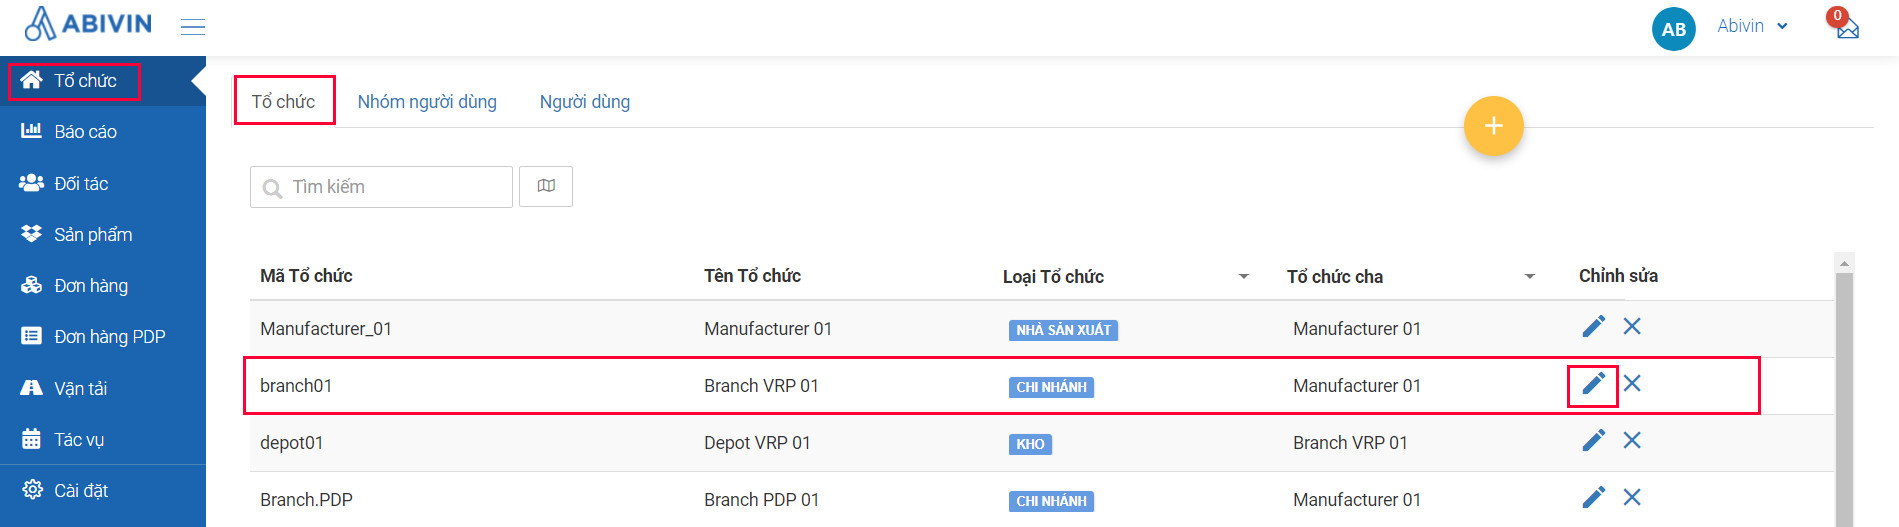 ABIVIN
AB
Abivin
0
Tổ chức
Báo cáo
Đối tác
Sản phẩm
Đơn hàng
Đơn hàng PDP
Vận tải
Tác vụ
Cài đặt
Tổ chức Nhóm người dùng Người dùng
+
Tìm kiếm
Mã Tổ chức Tên Tổ chức Loại Tổ chức Tổ chức cha Chỉnh sửa
Manufacturer_01 Manufacturer 01 NHÀ SẢN XUẤT Manufacturer 01
branch01 Branch VRP 01 CHI NHÁNH Manufacturer 01
depot01 Depot VRP 01 KHO Branch VRP 01
Branch.PDP Branch PDP 01 CHI NHÁNH Manufacturer 01